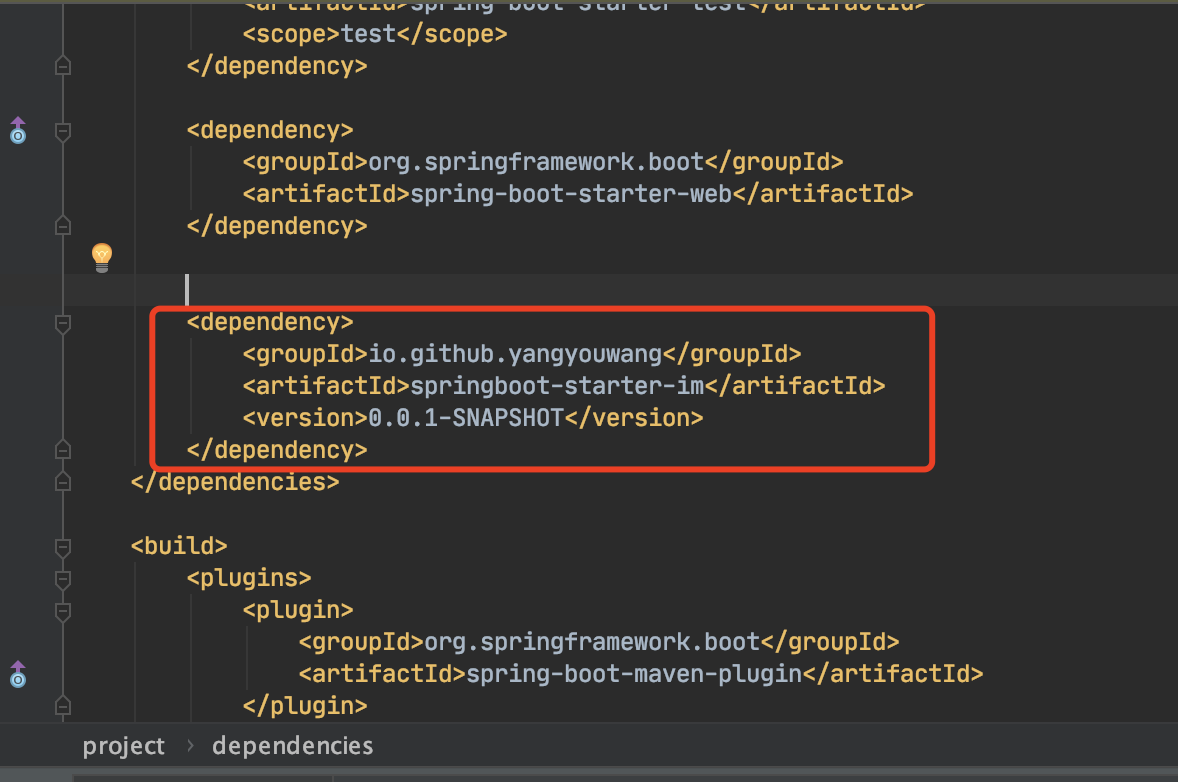 <artifactId>spring-boot-starter-test</artifactId>
<scope>test</scope>
</dependency>
<dependency>
<groupId>org.springframework.boot</groupId>
<artifactId>spring-boot-starter-web</artifactId>
</dependency>
<dependency>
<groupId>io.github.yangyouwang</groupId>
<artifactId>springboot-starter-im</artifactId>
<version>0.0.1-SNAPSHOT</version>
</dependency>
</dependencies>
<build>
<plugins>
<plugin>
<groupId>org.springframework.boot</groupId>
<artifactId>spring-boot-maven-plugin</artifactId>
</plugin>
project › dependencies